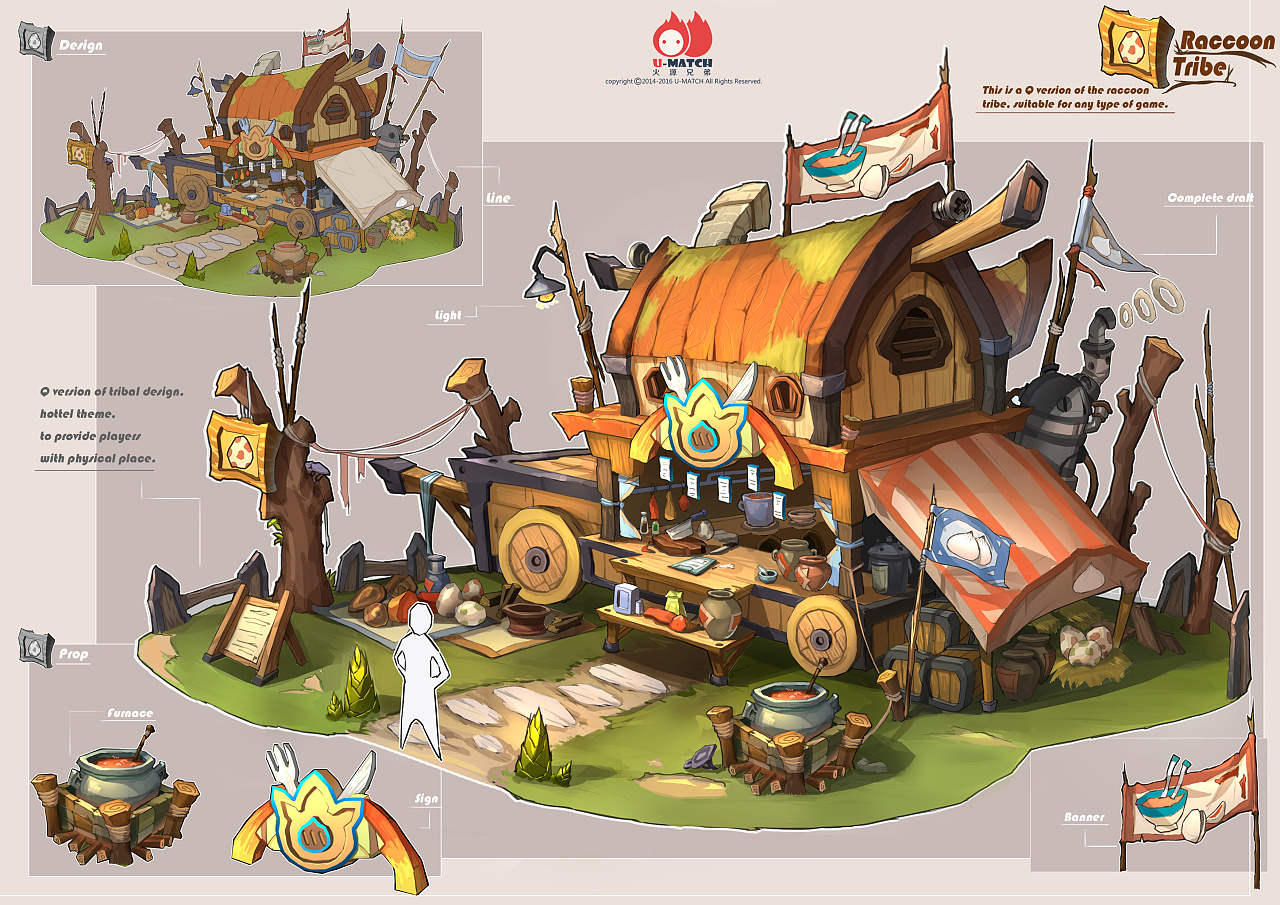 Design
U-MATCH
火源兄弟
copyright ©2014-2016 U-MATCH All Rights Reserved.
Raccoon
Tribe
This is a Q version of the raccoon
tribe. suitable for any type of game.
Line
Complete draft
Light
Q version of tribal design.
hottel theme.
to provide players
with physical place.
Prop
Furnace
Sign
Banner